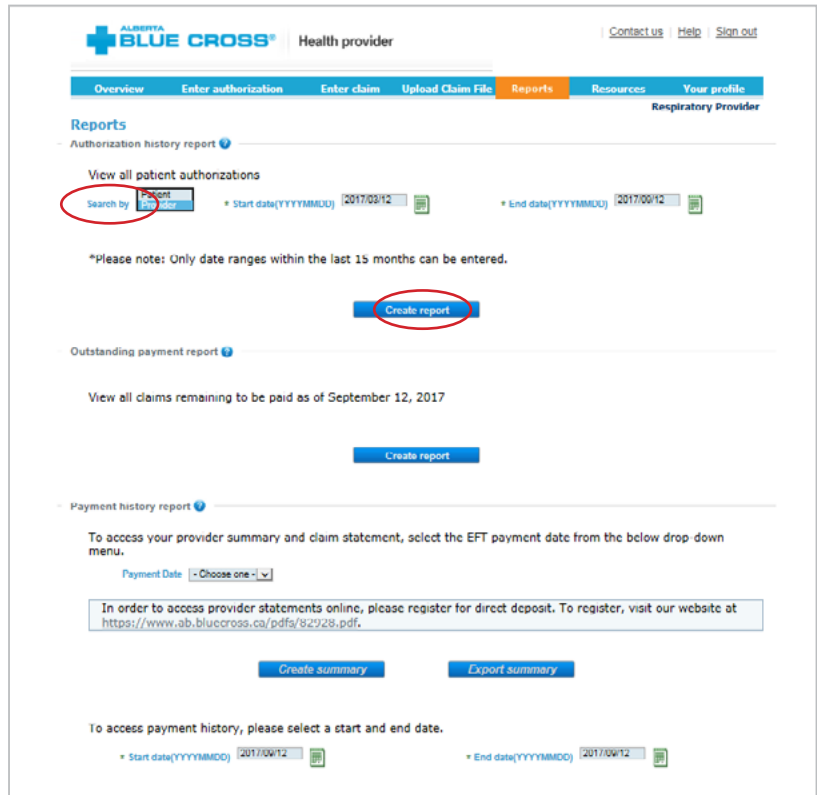 Contact us | Help | Sign out
ALBERTA
BLUE CROSS® Health provider
Overview Enter authorization Enter claim Upload Claim File Reports Resources Your profile
Respiratory Provider
Reports
Authorization history report ?
View all patient authorizations
Patient
Search by Provider * Start date(YYYYMMDD) 2017/03/12 * End date(YYYYMMDD) 2017/09/12
*Please note: Only date ranges within the last 15 months can be entered.
Create report
Outstanding payment report ?
View all claims remaining to be paid as of September 12, 2017
Create report
Payment history report ?
To access your provider summary and claim statement, select the EFT payment date from the below drop-down
menu.
Payment Date - Choose one -
In order to access provider statements online, please register for direct deposit. To register, visit our website at
https://www.ab.bluecross.ca/pdfs/82928.pdf.
Create summary Export summary
To access payment history, please select a start and end date.
* Start date(YYYYMMDD) 2017/09/12 * End date(YYYYMMDD) 2017/09/12